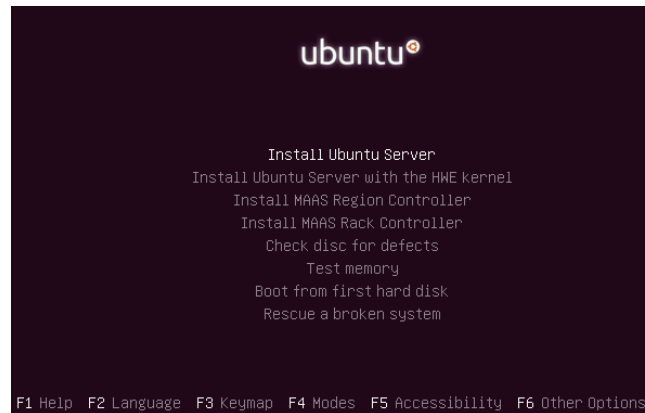 ubuntu
Install Ubuntu Server
Install Ubuntu Server with the HWE kernel
Install MAAS Region Controller
Install MAAS Rack Controller
Check disc for defects
Test memory
Boot from first hard disk
Rescue a broken system
F1 Help F2 Language F3 Keymap F4 Modes F5 Accessibility F6 Other Options